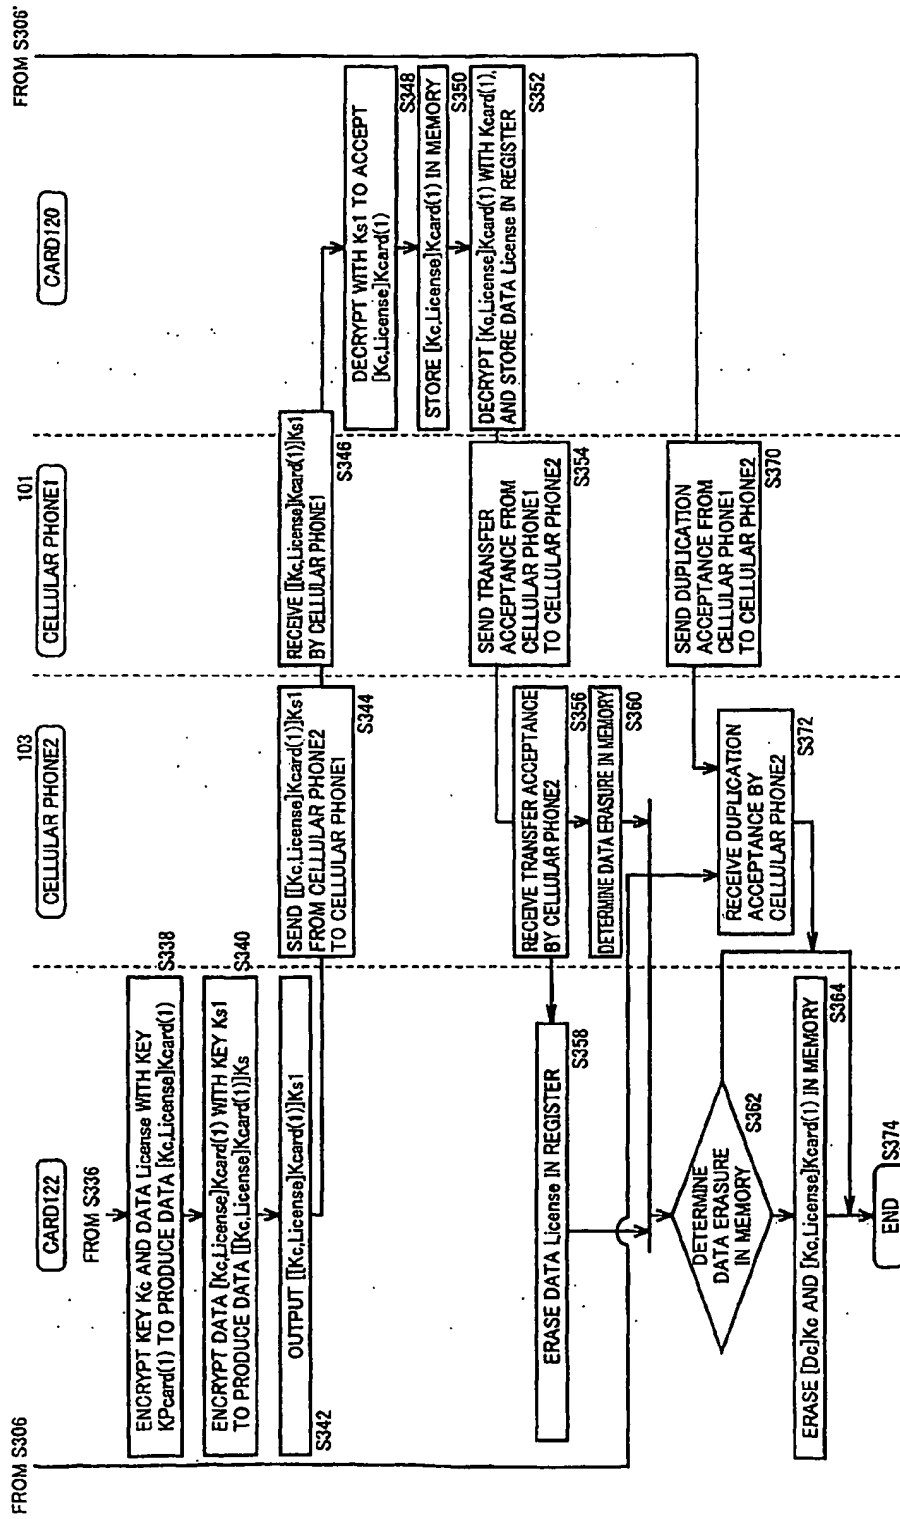 FROM S306
FROM S306'
CARD122
103
CELLULAR PHONE2
101
CELLULAR PHONE1
CARD120
FROM S336
ENCRYPT KEY Kc AND DATA License WITH KEY
KPcard(1) TO PRODUCE DATA [Kc,License]Kcard(1)
S338
ENCRYPT DATA [Kc,License]Kcard(1) WITH KEY Ks1
TO PRODUCE DATA [[Kc,License]Kcard(1)]Ks
S340
OUTPUT [[Kc,License]Kcard(1)]Ks1
S342
SEND [[Kc,License]Kcard(1)]Ks1
FROM CELLULAR PHONE2
TO CELLULAR PHONE1
S344
RECEIVE [[Kc,License]Kcard(1)]Ks1
BY CELLULAR PHONE1
S346
DECRYPT WITH Ks1 TO ACCEPT
[Kc,License]Kcard(1)
S348
STORE [Kc,License]Kcard(1) IN MEMORY
S350
DECRYPT [Kc,License]Kcard(1) WITH Kcard(1),
AND STORE DATA License IN REGISTER
S352
SEND TRANSFER
ACCEPTANCE FROM
CELLULAR PHONE1
TO CELLULAR PHONE2
S354
RECEIVE TRANSFER ACCEPTANCE
BY CELLULAR PHONE2
S356
ERASE DATA License IN REGISTER
S358
DETERMINE DATA ERASURE IN MEMORY
S360
DETERMINE
DATA ERASURE
IN MEMORY
S362
ERASE [Dc]Kc AND [Kc,License]Kcard(1) IN MEMORY
S364
SEND DUPLICATION
ACCEPTANCE FROM
CELLULAR PHONE1
TO CELLULAR PHONE2
S370
RECEIVE DUPLICATION
ACCEPTANCE BY
CELLULAR PHONE2
S372
END
S374